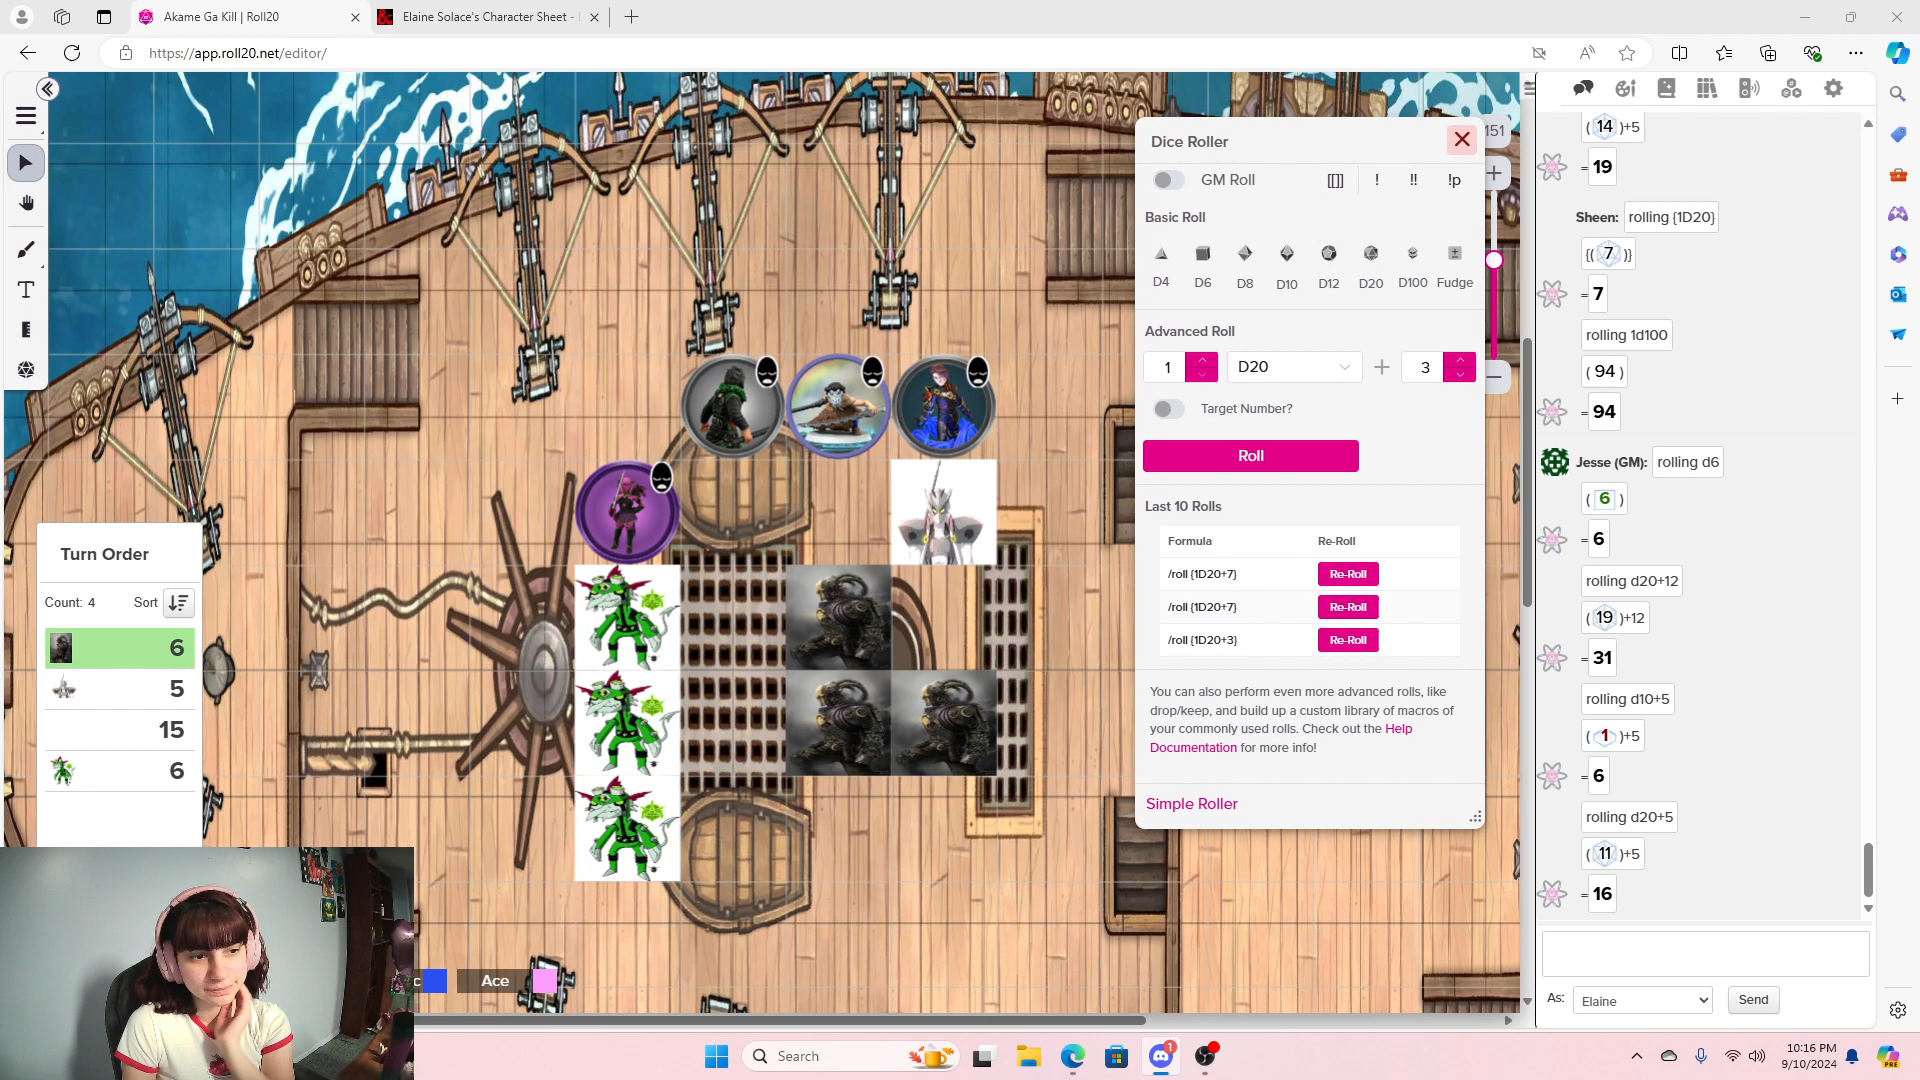 Akame Ga Kill | Roll20
Elaine Solace's Character Sheet -
https://app.roll20.net/editor/
151
Dice Roller
GM Roll
[[]]
!
!!
!p
Basic Roll
D4
D6
D8
D10
D12
D20
D100
Fudge
Advanced Roll
1
D20
3
Target Number?
Roll
Last 10 Rolls
Formula
Re-Roll
/roll {1D20+7}
Re-Roll
/roll {1D20+7}
Re-Roll
/roll {1D20+3}
Re-Roll
You can also perform even more advanced rolls, like
drop/keep, and build up a custom library of macros of
your commonly used rolls. Check out the Help
Documentation for more info!
Simple Roller
Turn Order
Count: 4
Sort
6
5
15
6
c
Ace
(14)+5
=19
Sheen: rolling {1D20}
{(7)}
=7
rolling 1d100
(94)
=94
Jesse (GM): rolling d6
(6)
=6
rolling d20+12
(19)+12
=31
rolling d10+5
(1)+5
=6
rolling d20+5
(11)+5
=16
As:
Elaine
Send
Search
1
10:16 PM
9/10/2024
PRE